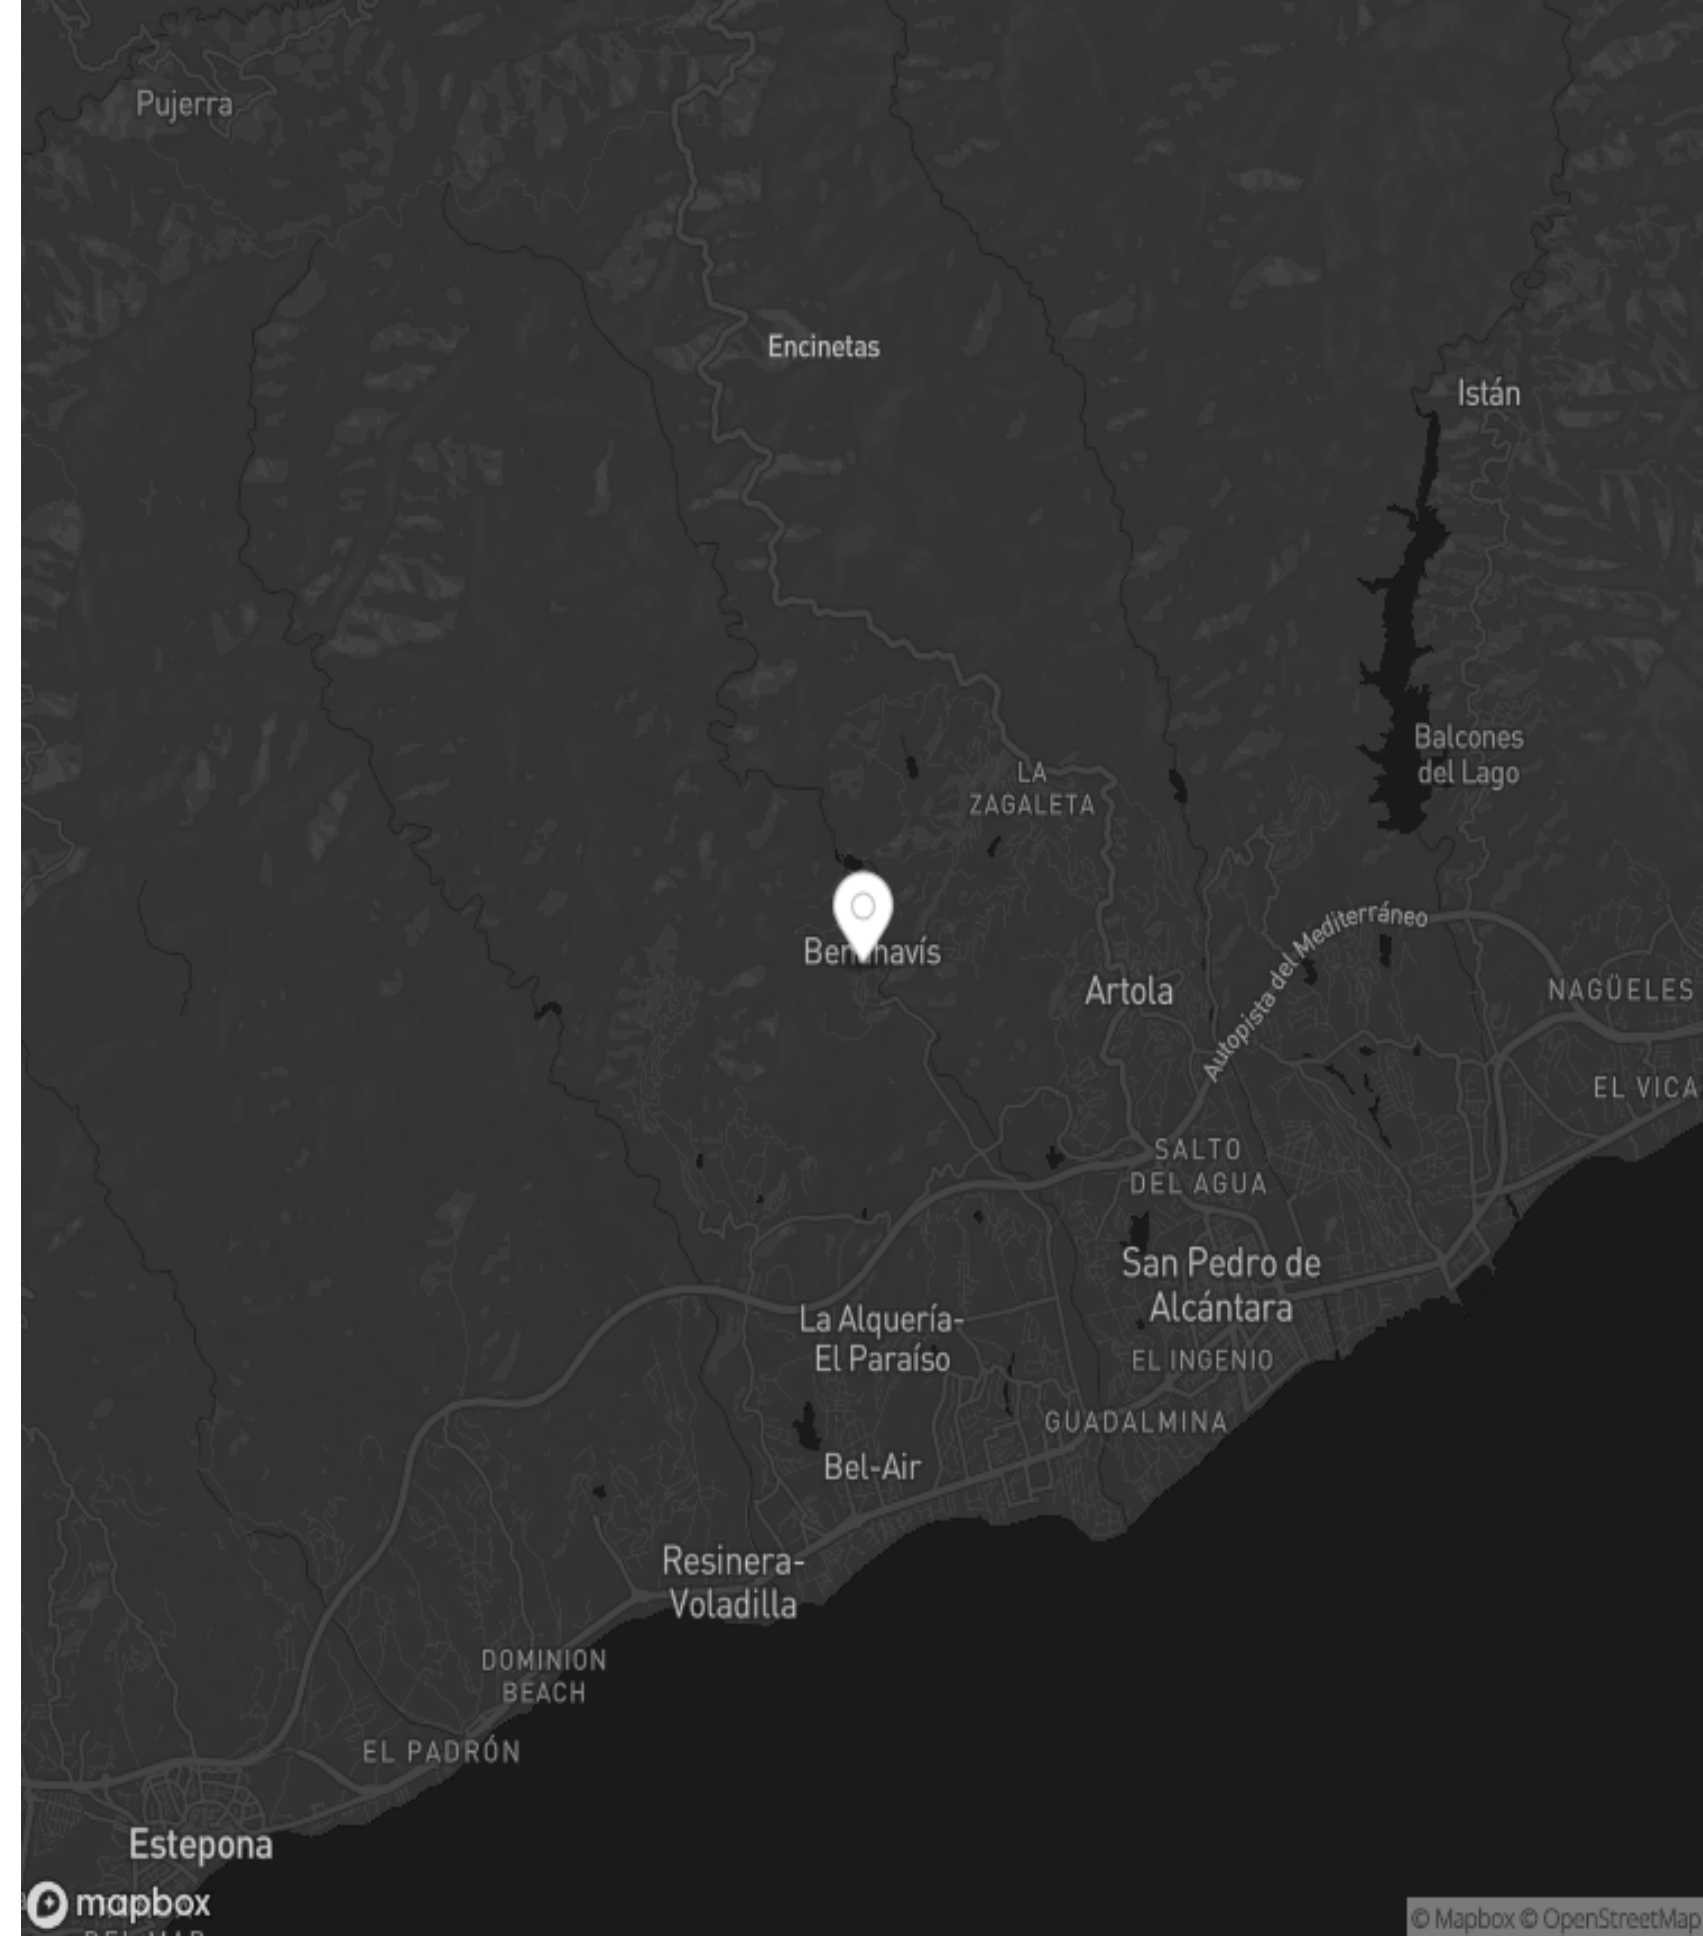 Pujerra
Encinetas
Istán
Balcones
del Lago
LA
ZAGALETA
Autopista del Mediterráneo
Artola
NAGÜELES
EL VICA
SALTO
DEL AGUA
San Pedro de
Alcántara
La Alquería-
El Paraíso
EL INGENIO
GUADALMINA
Bel-Air
Resinera-
Voladilla
DOMINION
BEACH
EL PADRÓN
Estepona
mapbox
© Mapbox © OpenStreetMap